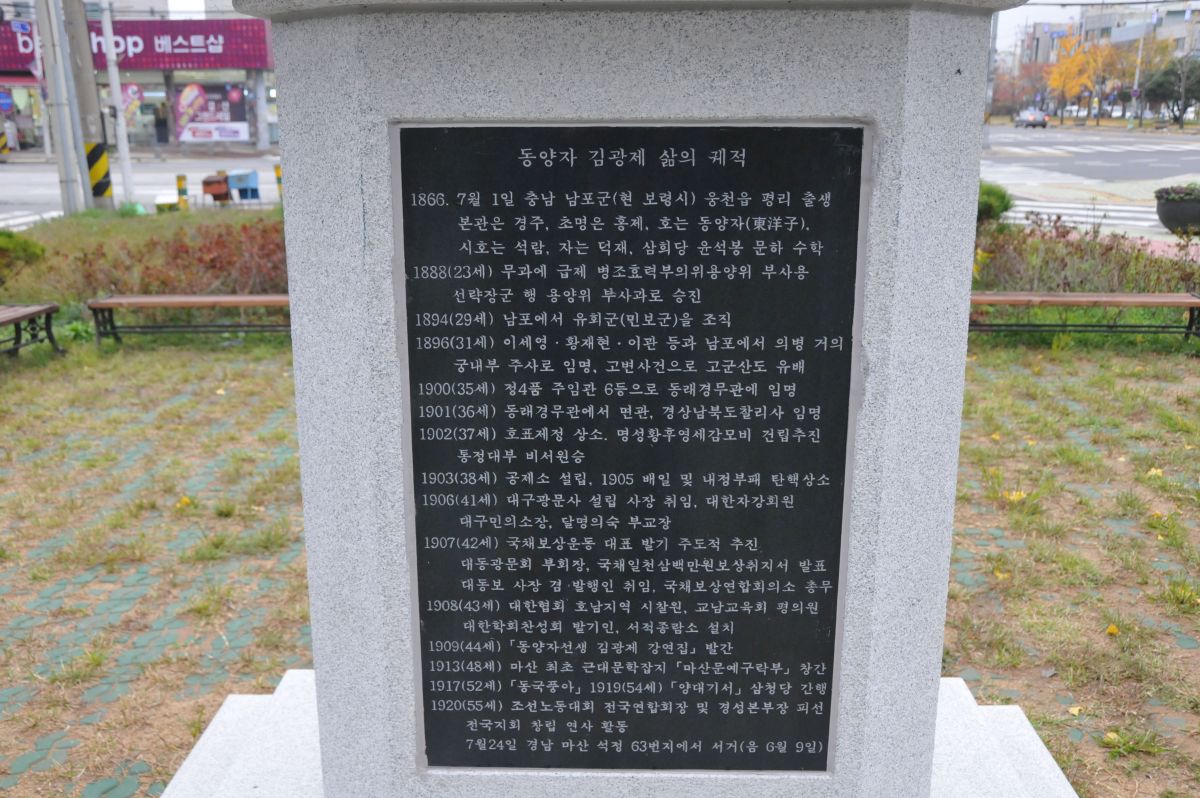 베스트샵
동양자 김광제 삶의 궤적
1866. 7월 1일 충남 남포군(현 보령시) 웅천읍 평리 출생
본관은 경주, 초명은 홍제, 호는 동양자(東洋子).
시호는 석람, 자는 덕재, 삼희당 윤석봉 문하 수학
1888(23세) 무과에 급제 병조효력부의위용양위 부사용
선략장군 행 용양위 부사과로 승진
1894(29세) 남포에서 유회군(민보군)을 조직
1896(31세) 이세영·황재현·이관 등과 남포에서 의병 거의
궁내부 주사로 임명, 고변사건으로 고군산도 유배
1900(35세) 정4품 주임관 6등으로 동래경무관에 임명
1901(36세) 동래경무관에서 면관, 경상남북도찰리사 임명
1902(37세) 호표제정 상소. 명성황후영세감모비 건립추진
통정대부 비서원승
1903(38세) 공제소 설립, 1905 배일 및 내정부패 탄핵상소
1906(41세) 대구광문사 설립 사장 취임, 대한자강회원
대구민의소장, 달명의숙 부교장
1907(42세) 국채보상운동 대표 발기 주도적 추진
대동광문회 부회장, 국채일천삼백만원보상취지서 발표
대동보 사장 겸 발행인 취임, 국채보상연합회의소 총무
1908(43세) 대한협회 호남지역 시찰원, 교남교육회 평의원
대한학회찬성회 발기인, 서적종람소 설치
1909(44세) 「동양자선생 김광제 강연집」 발간
1913(48세) 마산 최초 근대문학잡지 「마산문예구락부」 창간
1917(52세) 「동국풍아」 1919(54세) 「양대기서」 삼청당 간행
1920(55세) 조선노동대회 전국연합회장 및 경성본부장 피선
전국지회 창립 연사 활동
7월24일 경남 마산 석정 63번지에서 서거(음 6월 9일)